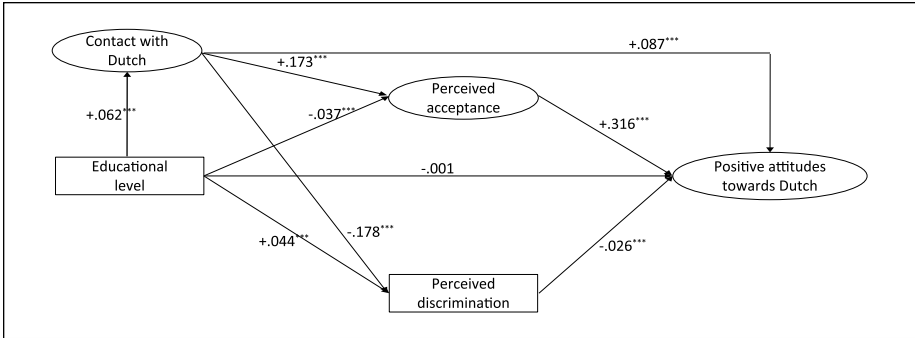 Contact with
Dutch
+.087***
+.173***
Perceived
acceptance
+.062***
-.037***
+.316***
Educational
level
-.001
Positive attitudes
towards Dutch
+.044***
-.178***
-.026***
Perceived
discrimination